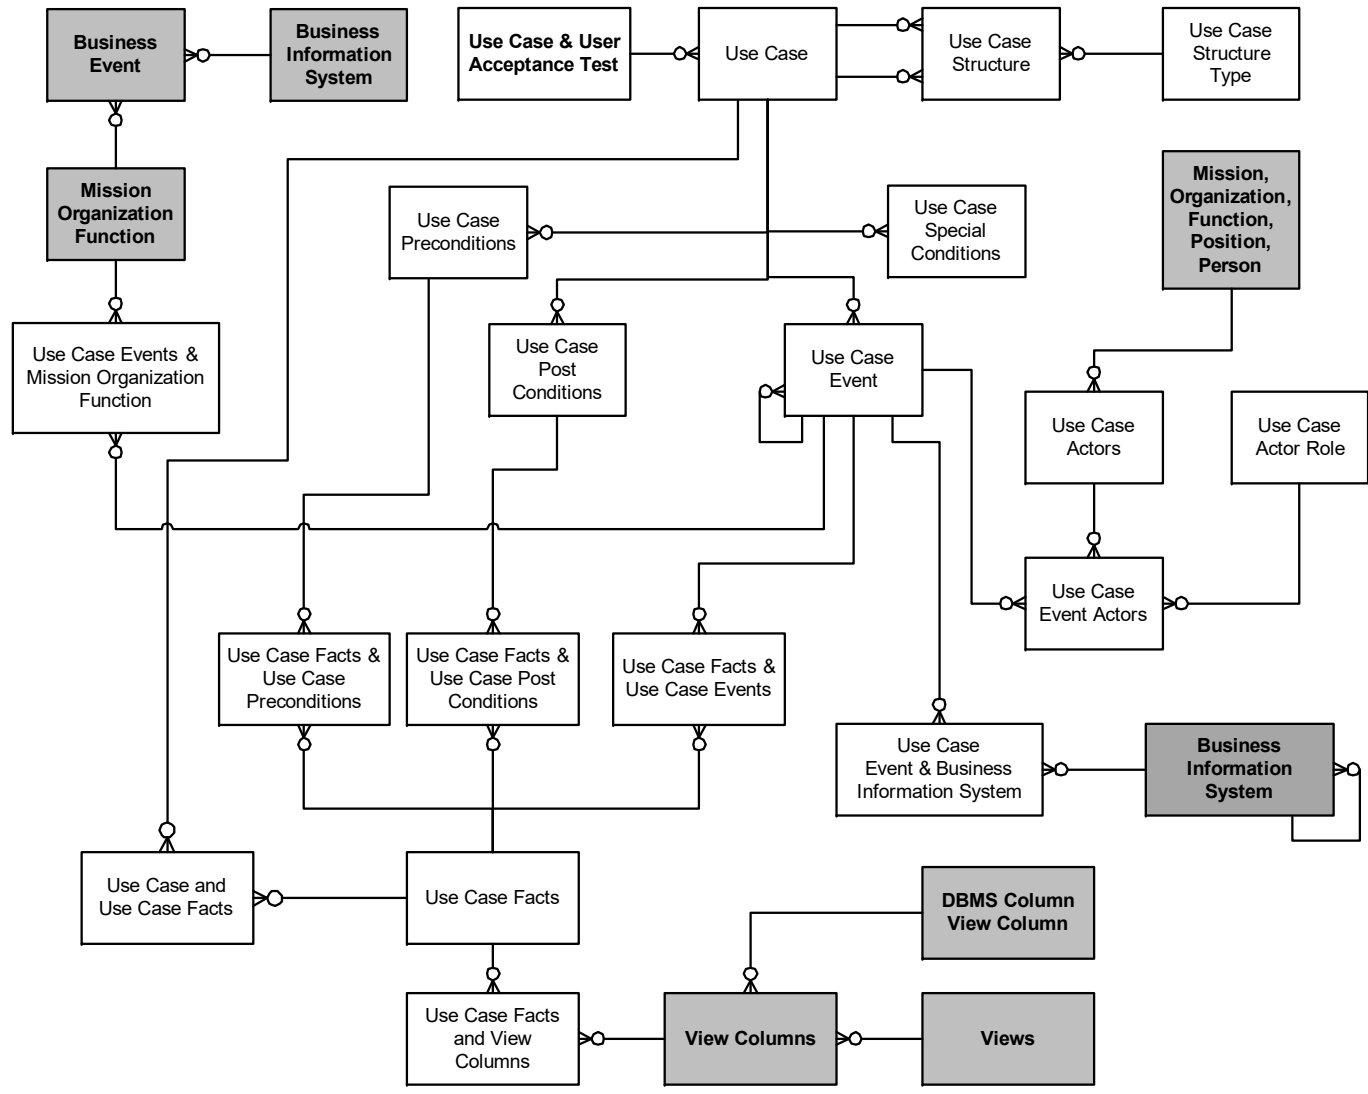 Business
Event
Business
Information
System
Use Case & User
Acceptance Test
Use Case
Use Case
Structure
Use Case
Structure
Type
Mission
Organization
Function
Use Case
Preconditions
Use Case
Special
Conditions
Mission,
Organization,
Function,
Position,
Person
Use Case Events &
Mission Organization
Function
Use Case
Post
Conditions
Use Case
Event
Use Case
Actors
Use Case
Actor Role
Use Case
Event Actors
Use Case Facts &
Use Case
Preconditions
Use Case Facts &
Use Case Post
Conditions
Use Case Facts &
Use Case Events
Use Case
Event & Business
Information System
Business
Information
System
Use Case and
Use Case Facts
Use Case Facts
DBMS Column
View Column
Use Case Facts
and View
Columns
View Columns
Views